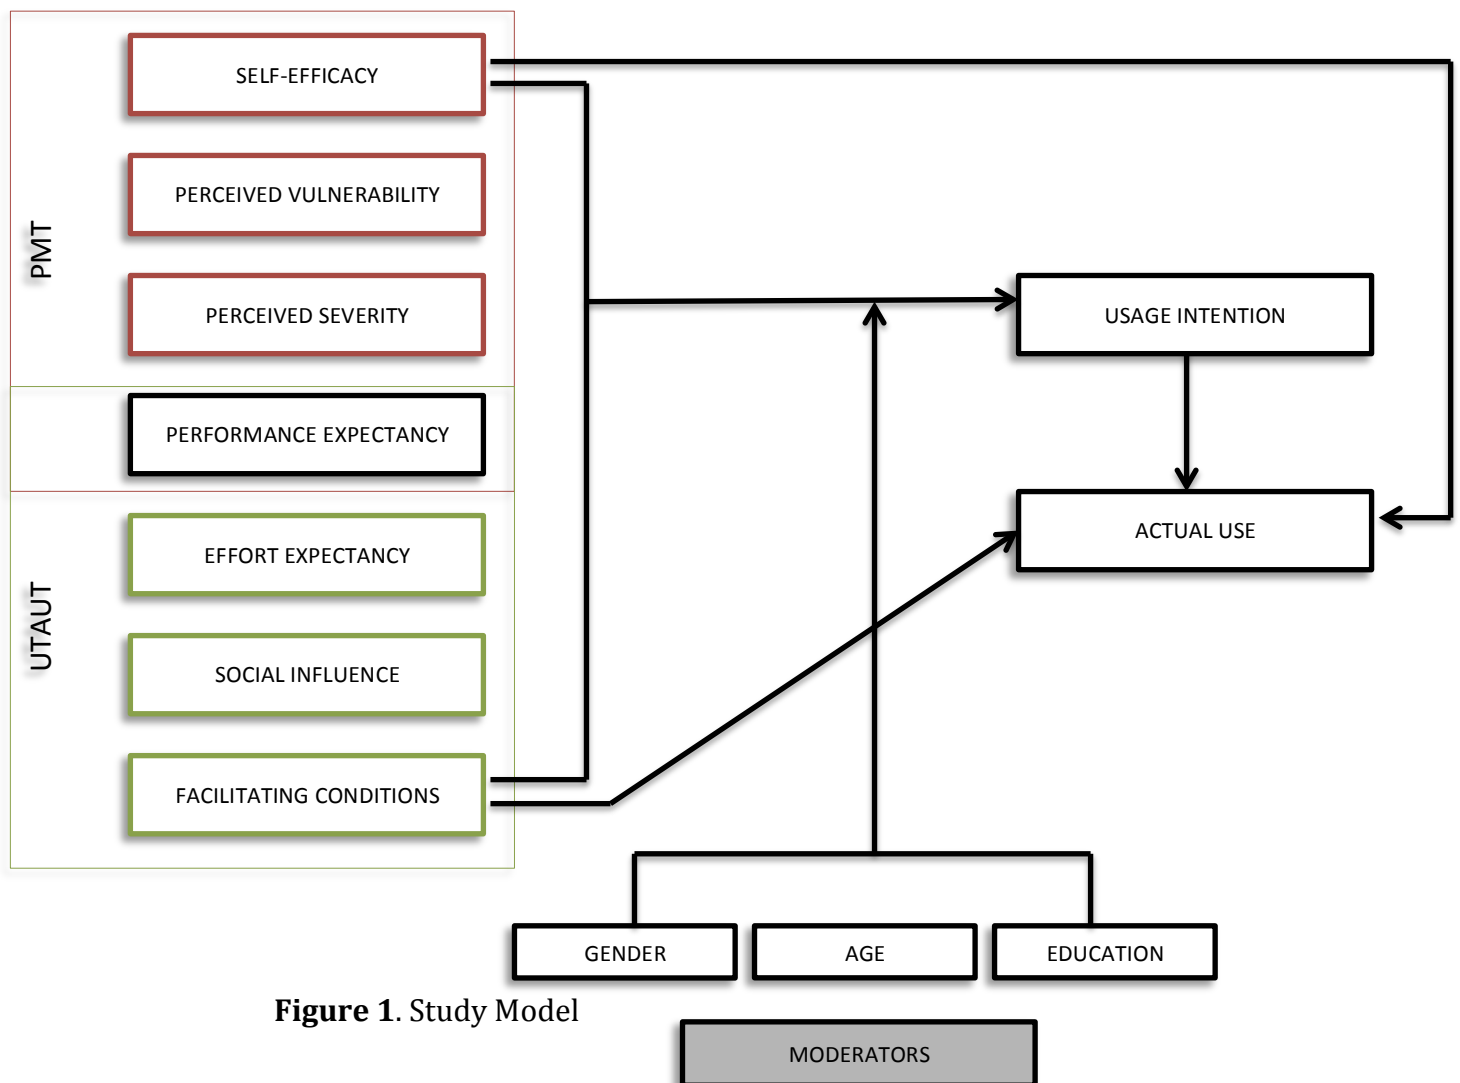 SELF-EFFICACY
PERCEIVED VULNERABILITY
PMT
PERCEIVED SEVERITY
USAGE INTENTION
PERFORMANCE EXPECTANCY
ACTUAL USE
EFFORT EXPECTANCY
UTAUT
SOCIAL INFLUENCE
FACILITATING CONDITIONS
GENDER
AGE
EDUCATION
Figure 1. Study Model
MODERATORS